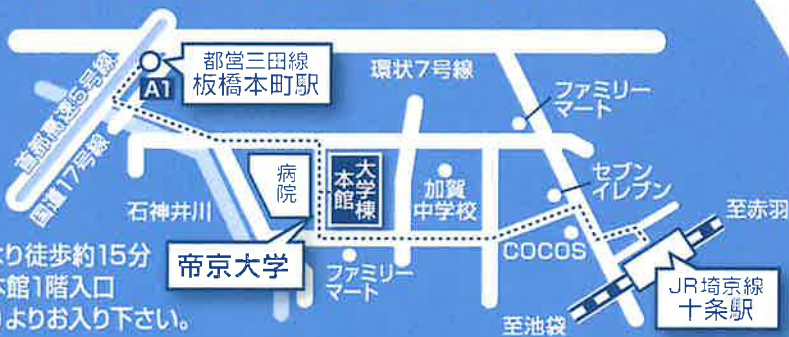 都営三田線
板橋本町駅
A1
首都高速5号線
国道17号線
環状7号線
ファミリー
マート
病
院
大学棟
本館
加賀
中学校
セブン
イレブン
石神井川
至赤羽
より徒歩約15分
本館1階入口
よりお入り下さい。
帝京大学
ファミリー
マート
COCOS
JR埼京線
十条駅
至池袋